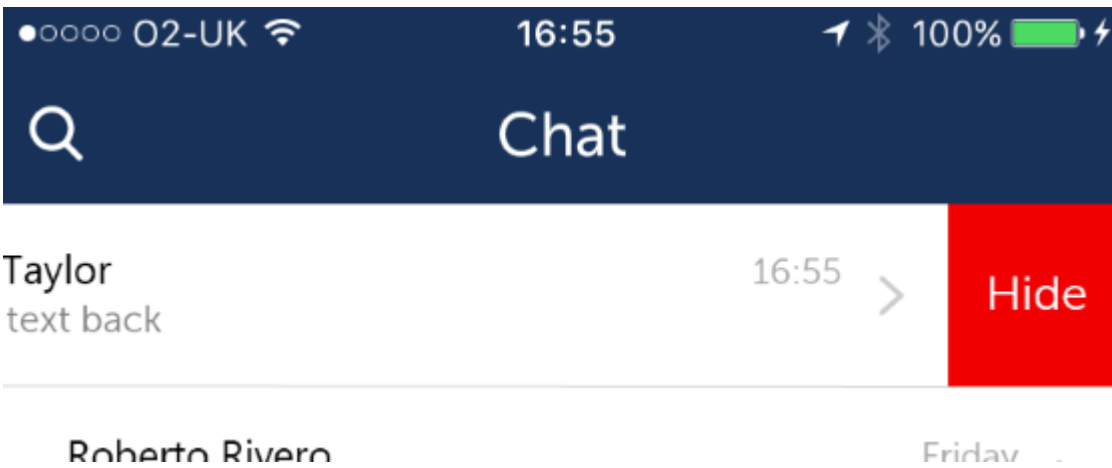 O2-UK 16:55 100%
Chat
Taylor 16:55
text back
Hide
Roberto Rivero Friday